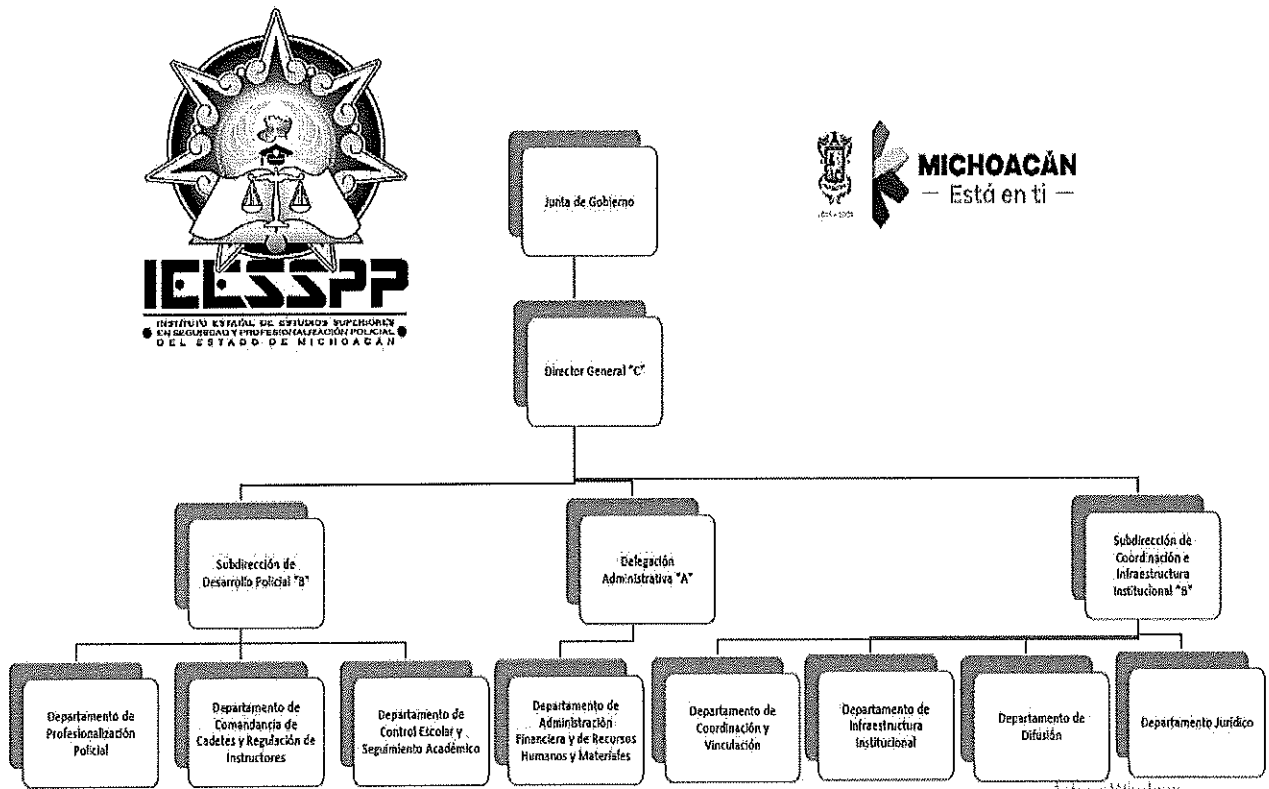 IEESSPP
INSTITUTO ESTATAL DE ESTUDIOS SUPERIORES
EN SEGURIDAD Y PROFESIONALIZACIÓN POLICIAL
DEL ESTADO DE MICHOACÁN
MICHOACÁN
Está en ti
Junta de Gobierno
Director General "C"
Subdirección de
Desarrollo Policial "B"
Delegación
Administrativa "A"
Subdirección de
Coordinación e
Infraestructura
Institucional "B"
Departamento de
Profesionalización
Policial
Departamento de
Comandancia de
Cadetes y Regulación de
Instructores
Departamento de
Control Escolar y
Seguimiento Académico
Departamento de
Administración
Financiera y de Recursos
Humanos y Materiales
Departamento de
Coordinación y
Vinculación
Departamento de
Infraestructura
Institucional
Departamento de
Difusión
Departamento Jurídico